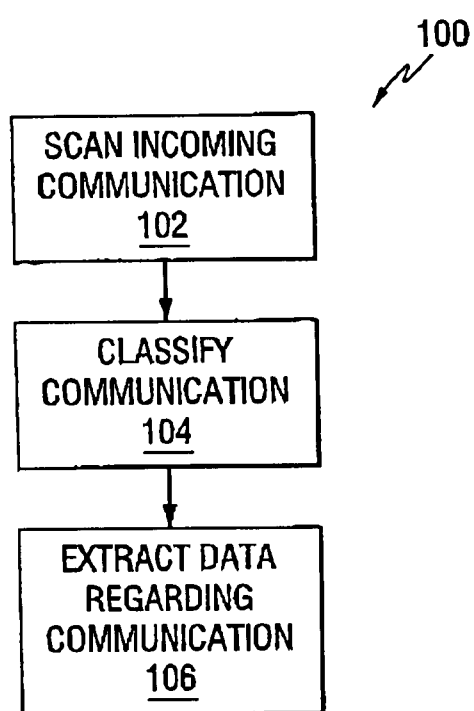 100
SCAN INCOMING
COMMUNICATION
102
CLASSIFY
COMMUNICATION
104
EXTRACT DATA
REGARDING
COMMUNICATION
106